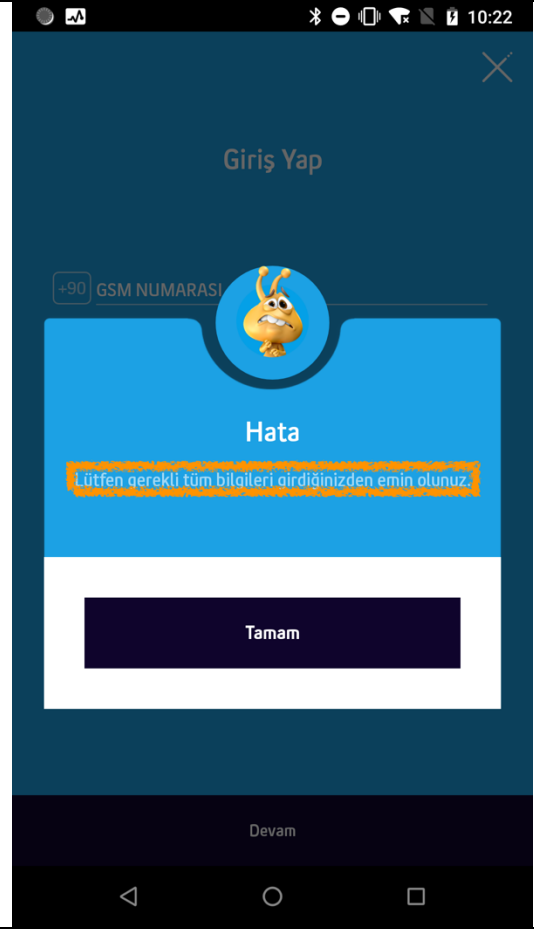 10:22
Giriş Yap
+90 GSM NUMARASI
Hata
Lütfen gerekli tüm bilgileri girdiğinizden emin olunuz.
Tamam
Devam